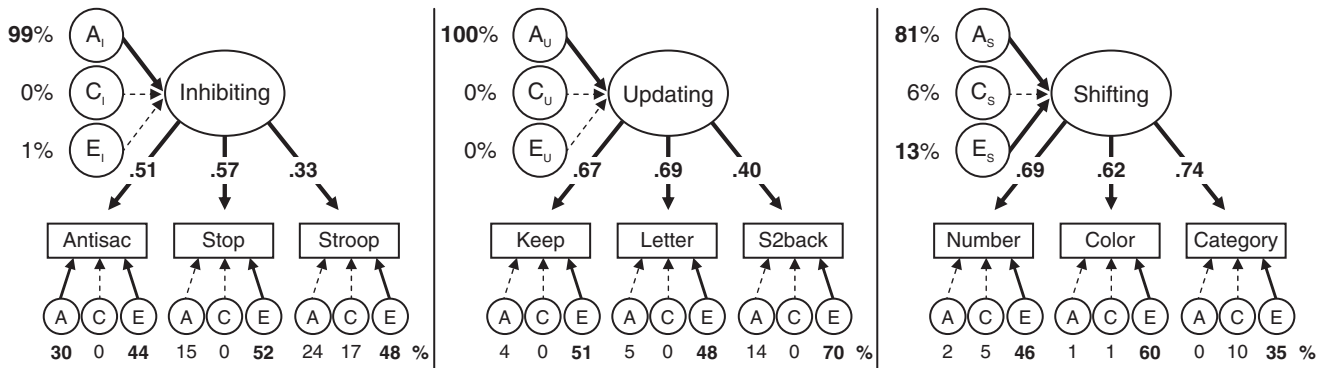 99% A_I A_U 100% A_S 81%
Inhibiting Updating Shifting
0% C_I 0% C_U 6% C_S
1% E_I 0% E_U 13% E_S
.51 .57 .33 .67 .69 .40 .69 .62 .74
Antisac Stop Stroop Keep Letter S2back Number Color Category
A C E A C E A C E A C E A C E A C E A C E A C E A C E
30 0 44 15 0 52 24 17 48 % 4 0 51 5 0 48 14 0 70 % 2 5 46 1 1 60 0 10 35 %